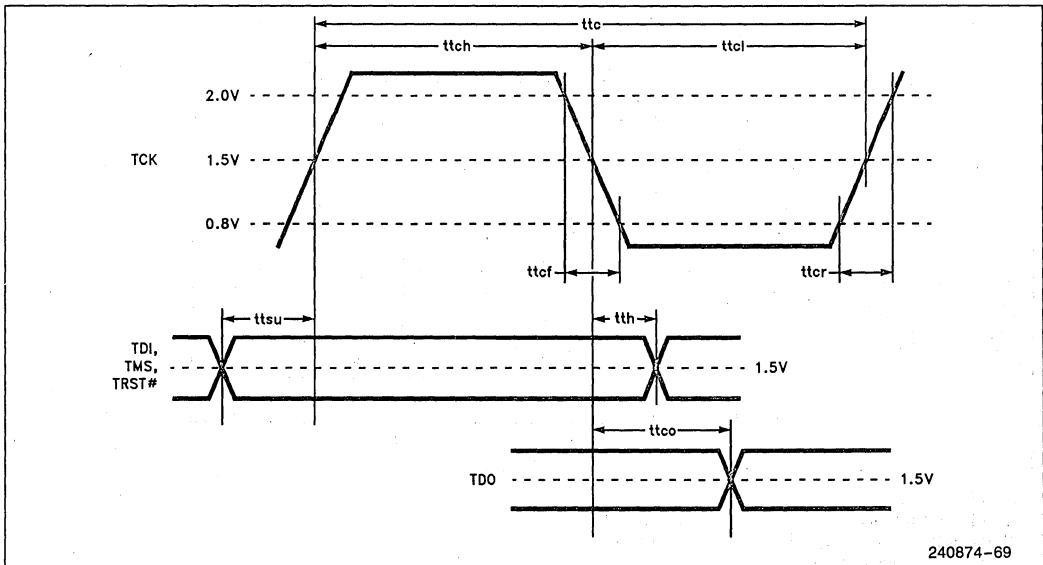 ttc
ttch
ttcl
2.0V
TCK
1.5V
0.8V
ttcf
ttcr
ttsu
tth
TDI,
TMS,
TRST#
1.5V
ttco
TDO
1.5V
240874-69